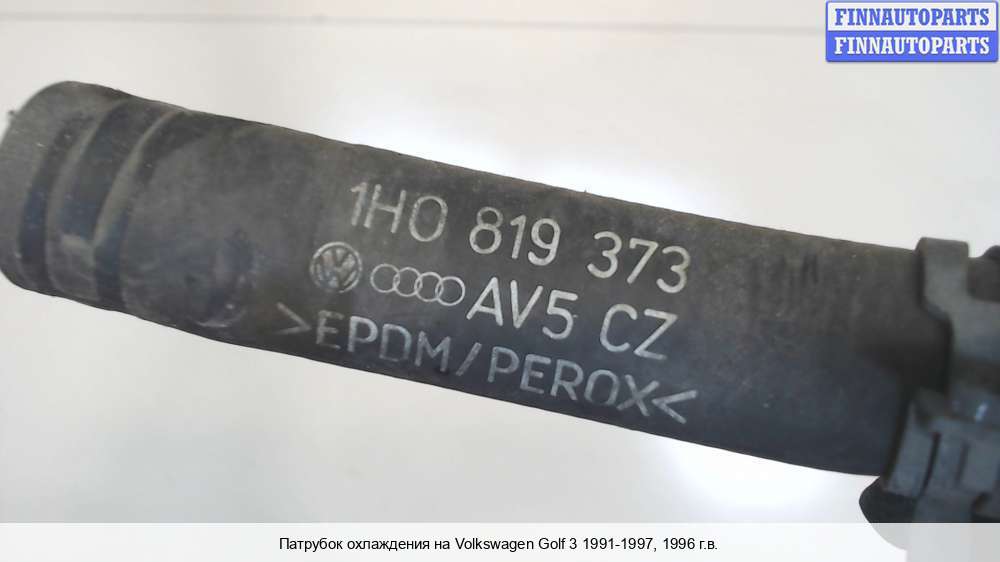 FINNAUTOPARTS
FINNAUTOPARTS
1H0 819 373
AV5 CZ
>EPDM/PEROX<
Патрубок охлаждения на Volkswagen Golf 3 1991-1997, 1996 г.в.